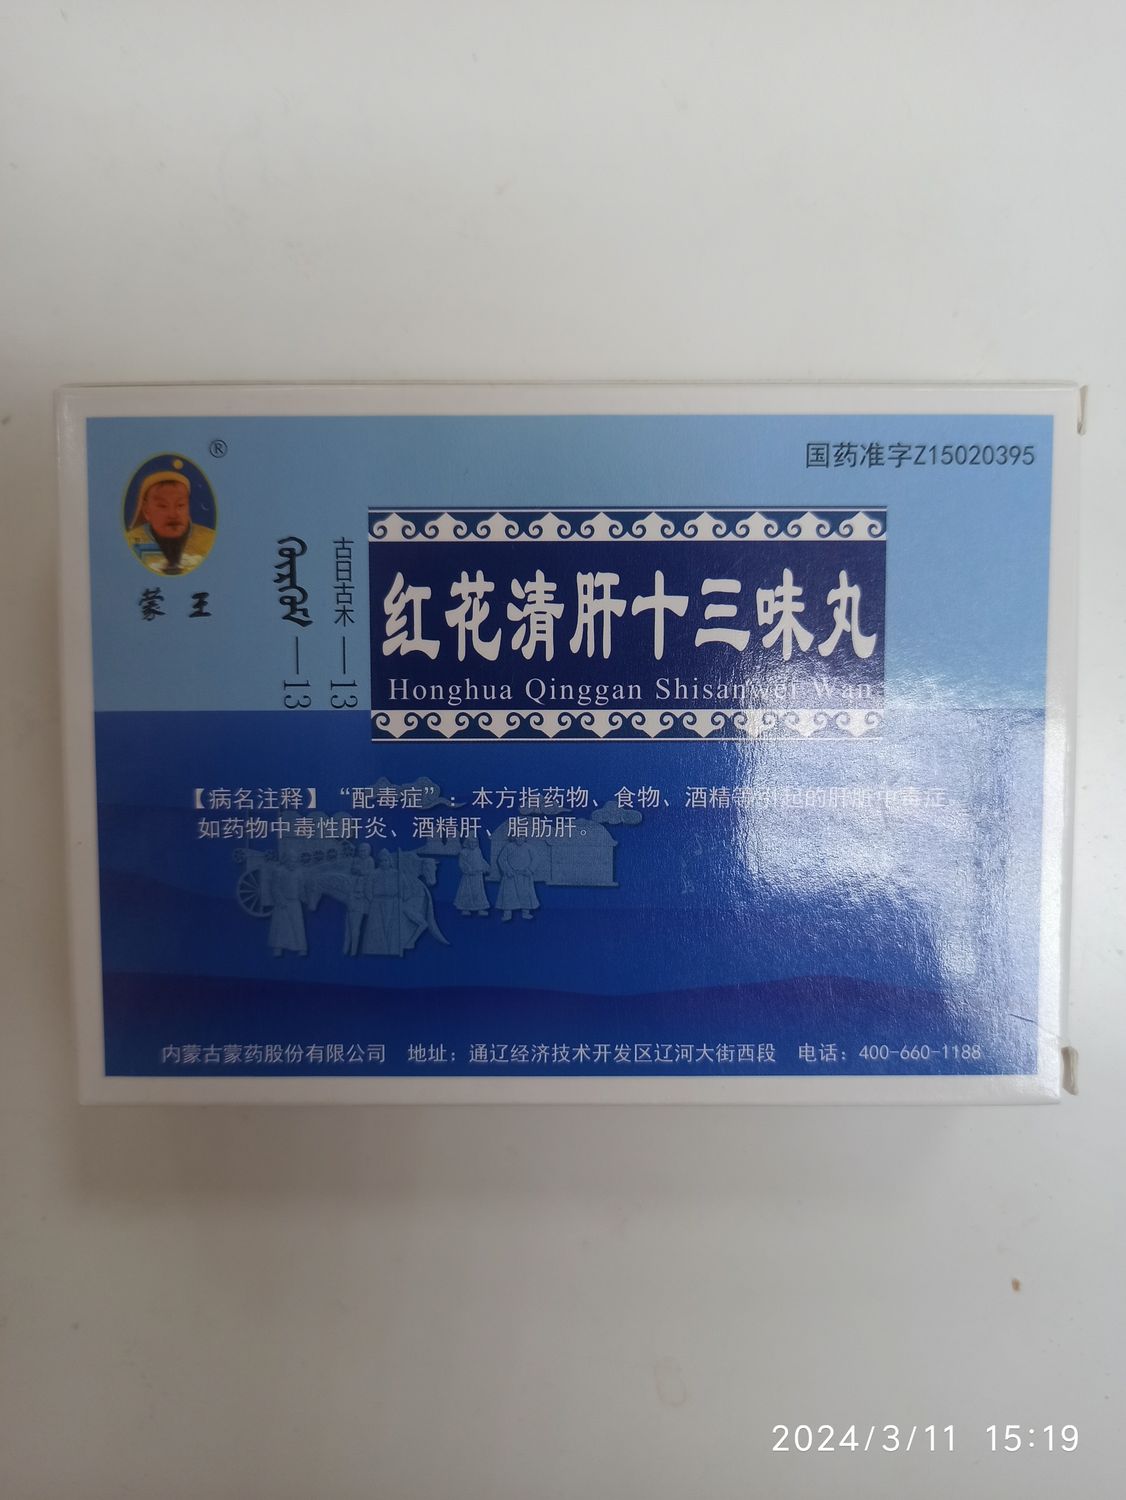 ®
蒙王
国药准字Z15020395
古日古木—13
—13
红花清肝十三味丸
Honghua Qinggan Shisanwei Wan
【病名注释】“配毒症”：本方指药物、食物、酒精等引起的肝脏中毒症，
如药物中毒性肝炎、酒精肝、脂肪肝。
内蒙古蒙药股份有限公司 地址：通辽经济技术开发区辽河大街西段 电话：400-660-1188
2024/3/11 15:19